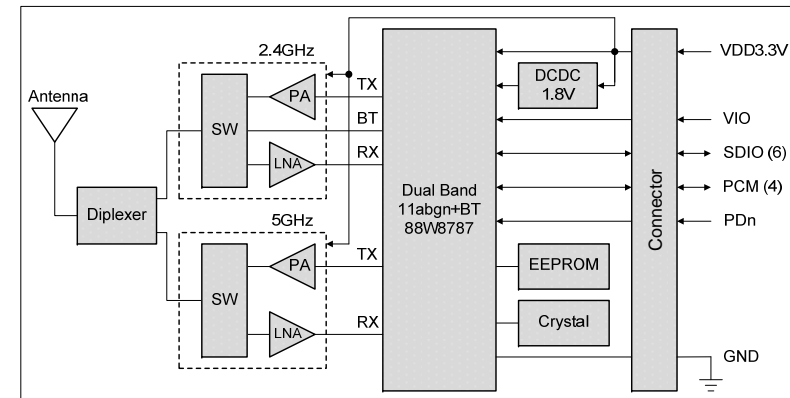 2.4GHz
VDD3.3V
DCDC
1.8V
Antenna
PA
TX
SW
BT
VIO
LNA
RX
SDIO (6)
Dual Band
11abgn+BT
88W8787
PCM (4)
Connector
Diplexer
5GHz
PDn
PA
TX
EEPROM
SW
LNA
RX
Crystal
GND